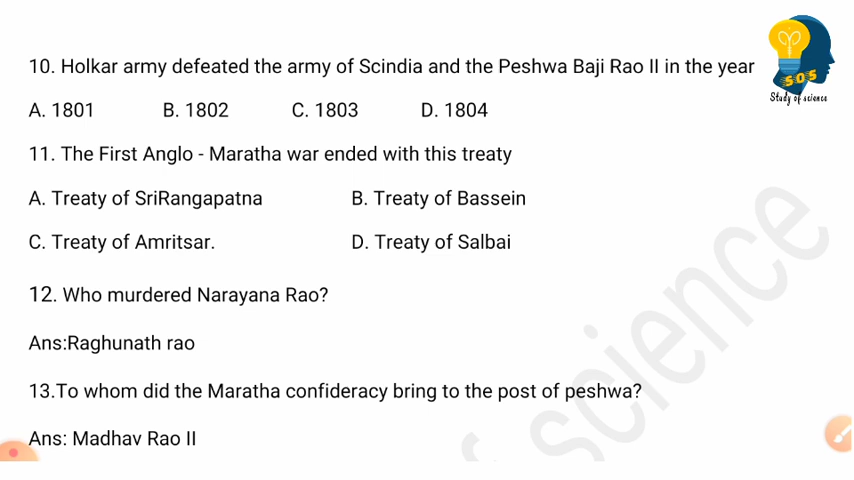 10. Holkar army defeated the army of Scindia and the Peshwa Baji Rao II in the year
SOS
Study of science
A. 1801 B. 1802 C. 1803 D. 1804
11. The First Anglo - Maratha war ended with this treaty
A. Treaty of SriRangapatna B. Treaty of Bassein
C. Treaty of Amritsar. D. Treaty of Salbai
12. Who murdered Narayana Rao?
Ans:Raghunath rao
13.To whom did the Maratha confideracy bring to the post of peshwa?
Ans: Madhav Rao II
f science